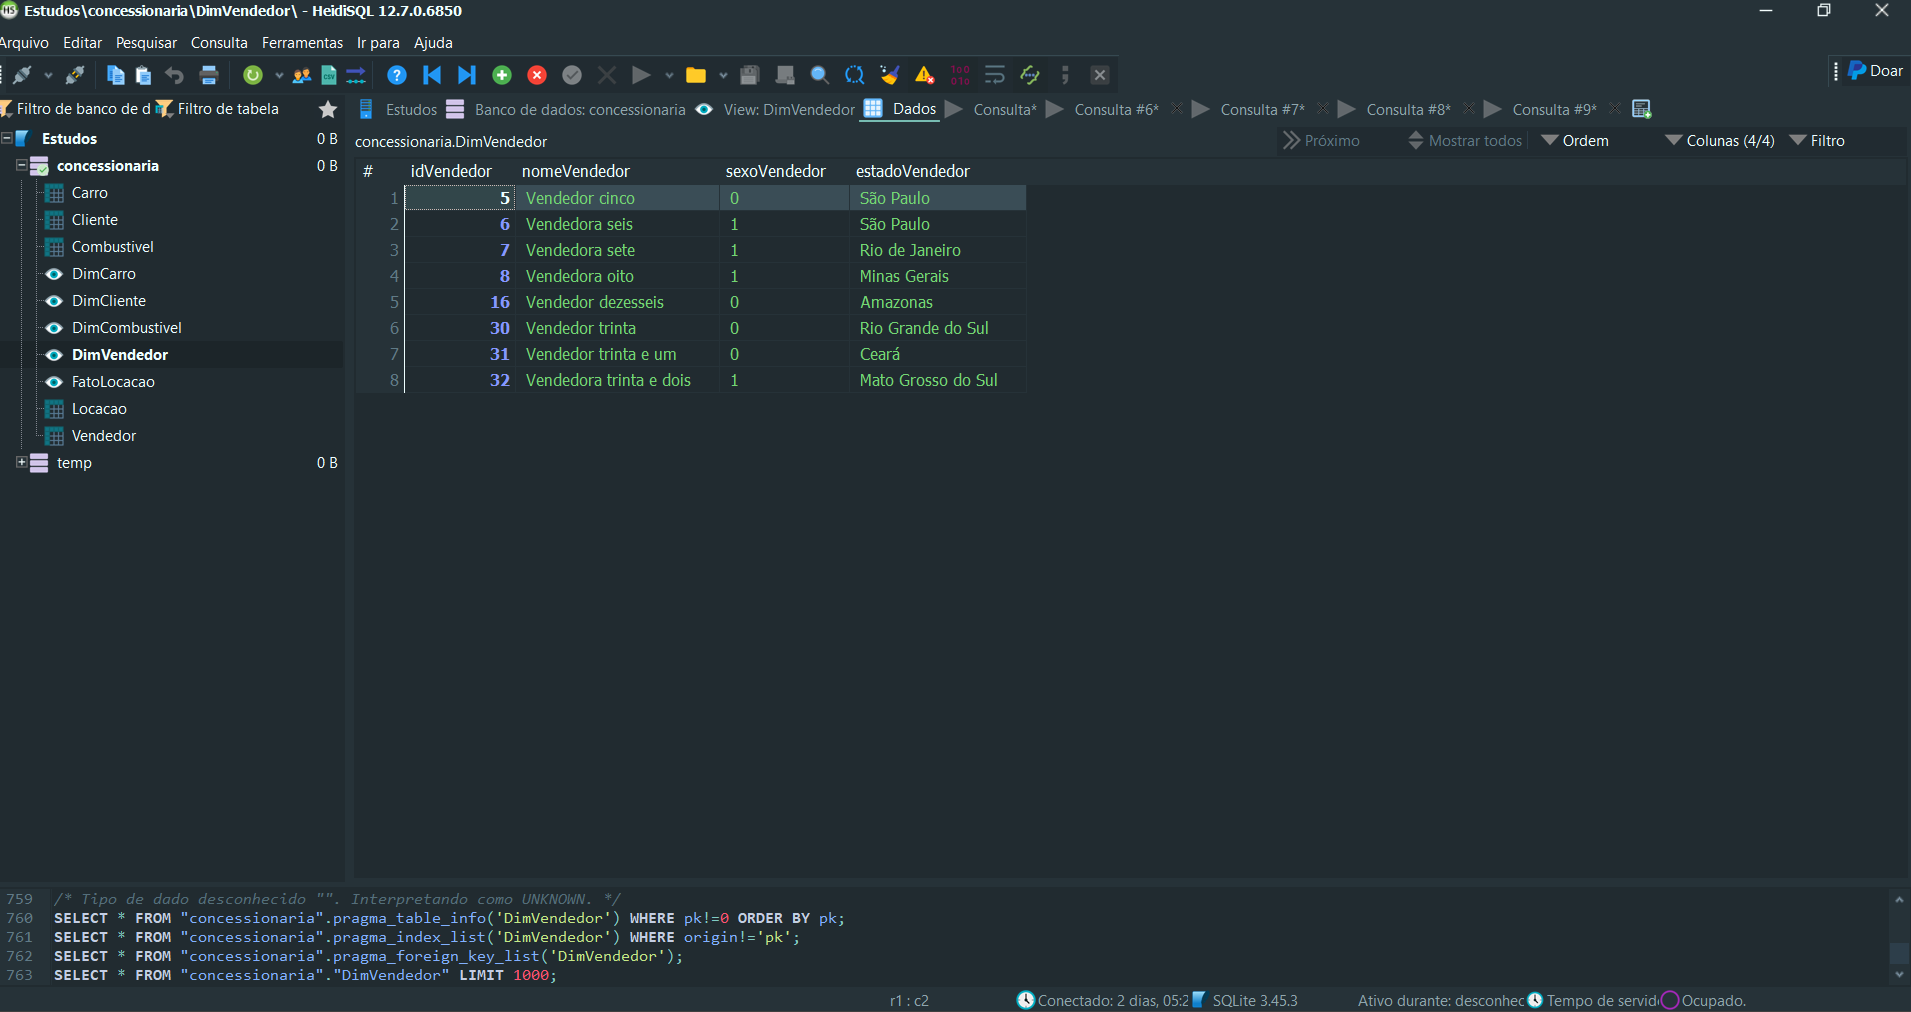 HS Estudos\concessionaria\DimVendedor\ - HeidiSQL 12.7.0.6850
Arquivo Editar Pesquisar Consulta Ferramentas Ir para Ajuda
Doar
Filtro de banco de d Filtro de tabela
Estudos Banco de dados: concessionaria View: DimVendedor Dados Consulta* Consulta #6* Consulta #7* Consulta #8* Consulta #9*
Estudos 0 B
concessionaria 0 B
Carro
Cliente
Combustivel
DimCarro
DimCliente
DimCombustivel
DimVendedor
FatoLocacao
Locacao
Vendedor
temp 0 B
concessionaria.DimVendedor Próximo Mostrar todos Ordem Colunas (4/4) Filtro
# idVendedor nomeVendedor sexoVendedor estadoVendedor
1 5 Vendedor cinco 0 São Paulo
2 6 Vendedora seis 1 São Paulo
3 7 Vendedora sete 1 Rio de Janeiro
4 8 Vendedora oito 1 Minas Gerais
5 16 Vendedor dezesseis 0 Amazonas
6 30 Vendedor trinta 0 Rio Grande do Sul
7 31 Vendedor trinta e um 0 Ceará
8 32 Vendedora trinta e dois 1 Mato Grosso do Sul
759 /* Tipo de dado desconhecido "". Interpretando como UNKNOWN. */
760 SELECT * FROM "concessionaria".pragma_table_info('DimVendedor') WHERE pk!=0 ORDER BY pk;
761 SELECT * FROM "concessionaria".pragma_index_list('DimVendedor') WHERE origin!='pk';
762 SELECT * FROM "concessionaria".pragma_foreign_key_list('DimVendedor');
763 SELECT * FROM "concessionaria"."DimVendedor" LIMIT 1000;
r1 : c2 Conectado: 2 dias, 05:2 SQLite 3.45.3 Ativo durante: desconhec Tempo de servid Ocupado.